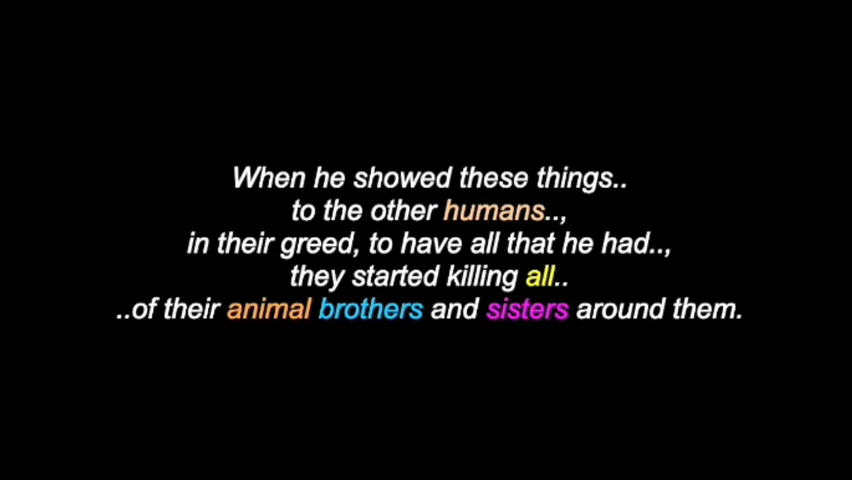 When he showed these things..
to the other humans..,
in their greed, to have all that he had..,
they started killing all..
..of their animal brothers and sisters around them.